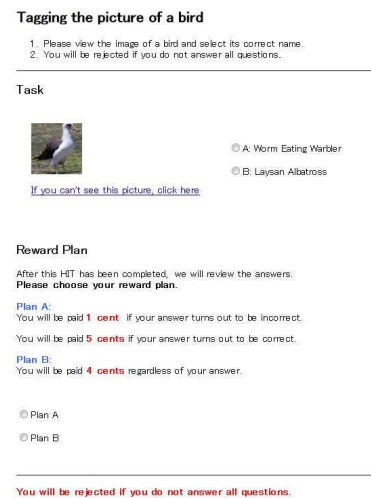 Tagging the picture of a bird
1. Please view the image of a bird and select its correct name.
2. You will be rejected if you do not answer all questions.
Task
A: Worm Eating Warbler
B: Laysan Albatross
If you can't see this picture, click here
Reward Plan
After this HIT has been completed, we will review the answers.
Please choose your reward plan.
Plan A:
You will be paid 1 cent if your answer turns out to be incorrect.
You will be paid 5 cents if your answer turns out to be correct.
Plan B:
You will be paid 4 cents regardless of your answer.
Plan A
Plan B
You will be rejected if you do not answer all questions.